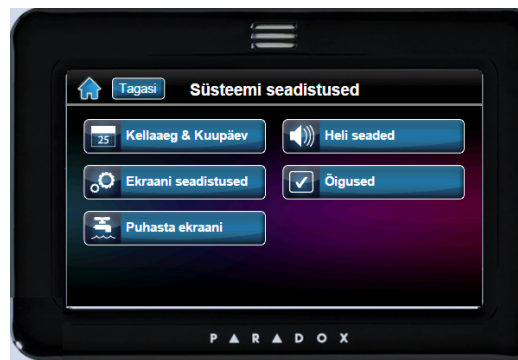 Tagasi Süsteemi seadistused
25 Kellaaeg & Kuupäev Heli seaded
Ekraani seadistused Õigused
Puhasta ekraani
PARADOX